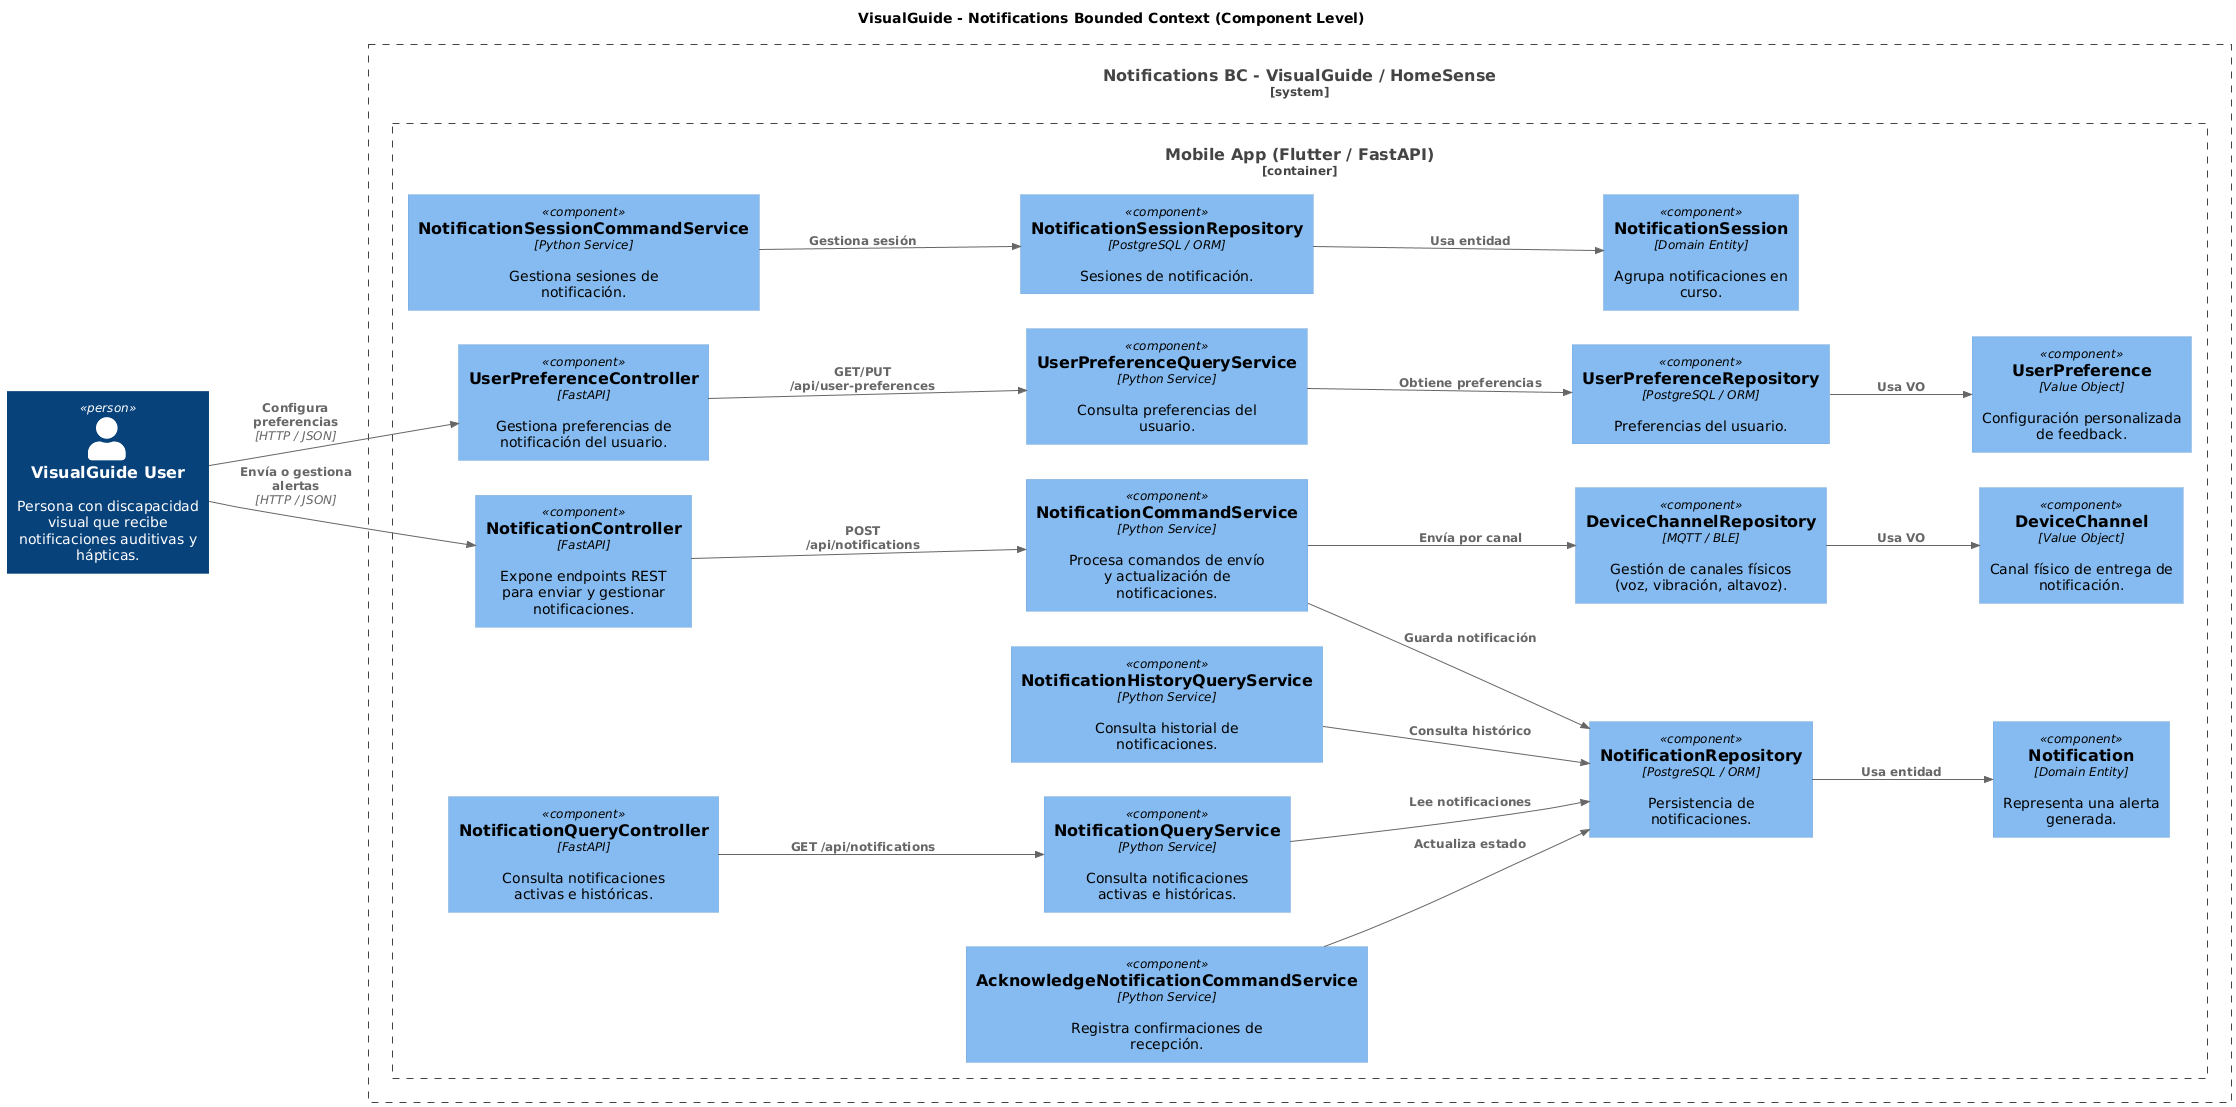 VisualGuide - Notifications Bounded Context (Component Level)
Notifications BC - VisualGuide / HomeSense
[system]
Mobile App (Flutter / FastAPI)
[container]
«component»
NotificationSessionCommandService
[Python Service]
Gestiona sesiones de
notificación.
Gestiona sesión
«component»
NotificationSessionRepository
[PostgreSQL / ORM]
Sesiones de notificación.
Usa entidad
«component»
NotificationSession
[Domain Entity]
Agrupa notificaciones en
curso.
«person»
VisualGuide User
Persona con discapacidad
visual que recibe
notificaciones auditivas y
hápticas.
Configura
preferencias
[HTTP / JSON]
Envía o gestiona
alertas
[HTTP / JSON]
«component»
UserPreferenceController
[FastAPI]
Gestiona preferencias de
notificación del usuario.
GET/PUT
/api/user-preferences
«component»
UserPreferenceQueryService
[Python Service]
Consulta preferencias del
usuario.
Obtiene preferencias
«component»
UserPreferenceRepository
[PostgreSQL / ORM]
Preferencias del usuario.
Usa VO
«component»
UserPreference
[Value Object]
Configuración personalizada
de feedback.
«component»
NotificationController
[FastAPI]
Expone endpoints REST
para enviar y gestionar
notificaciones.
POST
/api/notifications
«component»
NotificationCommandService
[Python Service]
Procesa comandos de envío
y actualización de
notificaciones.
Envía por canal
«component»
DeviceChannelRepository
[MQTT / BLE]
Gestión de canales físicos
(voz, vibración, altavoz).
Usa VO
«component»
DeviceChannel
[Value Object]
Canal físico de entrega de
notificación.
Guarda notificación
«component»
NotificationHistoryQueryService
[Python Service]
Consulta historial de
notificaciones.
Consulta histórico
«component»
NotificationRepository
[PostgreSQL / ORM]
Persistencia de
notificaciones.
Usa entidad
«component»
Notification
[Domain Entity]
Representa una alerta
generada.
«component»
NotificationQueryController
[FastAPI]
Consulta notificaciones
activas e históricas.
GET /api/notifications
«component»
NotificationQueryService
[Python Service]
Consulta notificaciones
activas e históricas.
Lee notificaciones
Actualiza estado
«component»
AcknowledgeNotificationCommandService
[Python Service]
Registra confirmaciones de
recepción.